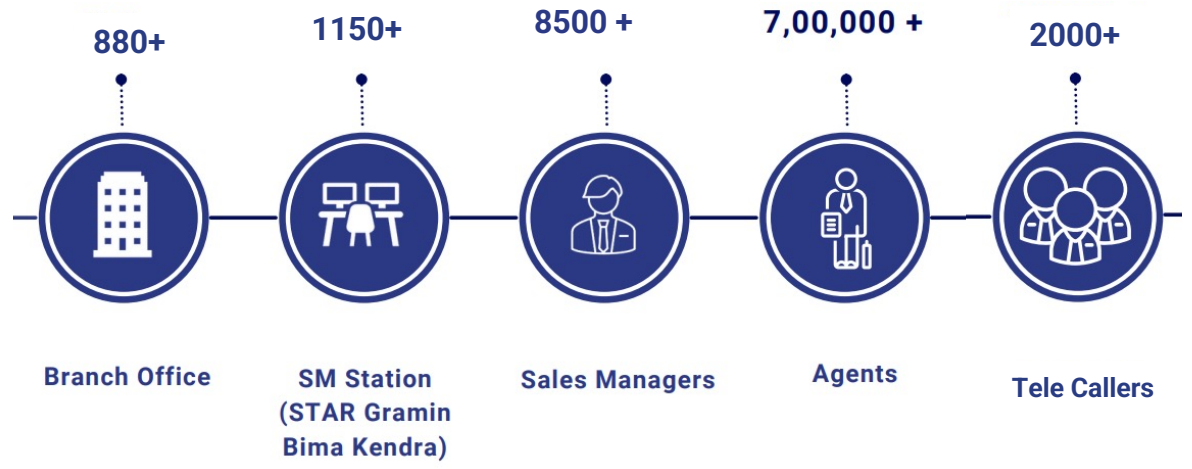 880+
1150+
8500 +
7,00,000 +
2000+
Branch Office
SM Station
(STAR Gramin
Bima Kendra)
Sales Managers
Agents
Tele Callers